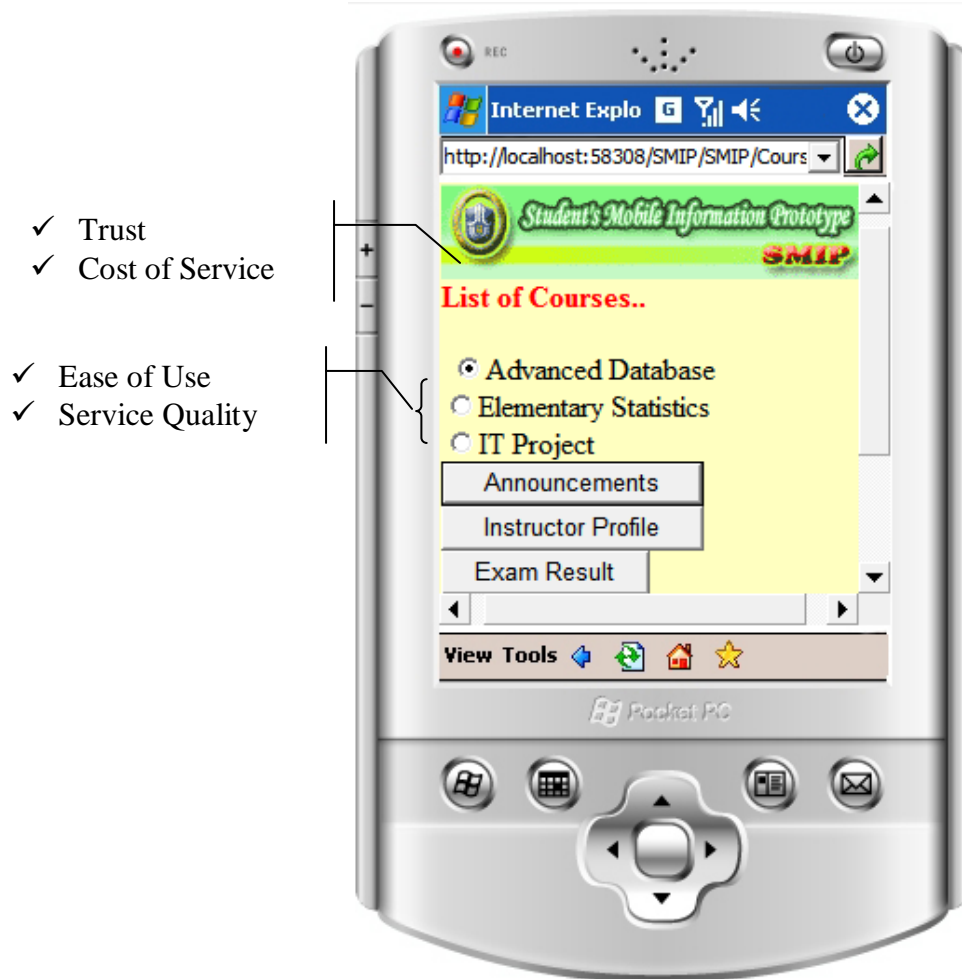 REC
Internet Explo G
http://localhost:58308/SMIP/SMIP/Cours
Student's Mobile Information Prototype
SMIP
✓ Trust
✓ Cost of Service
+
−
List of Courses..
✓ Ease of Use
✓ Service Quality
Advanced Database
Elementary Statistics
IT Project
Announcements
Instructor Profile
Exam Result
View Tools
Pocket PC